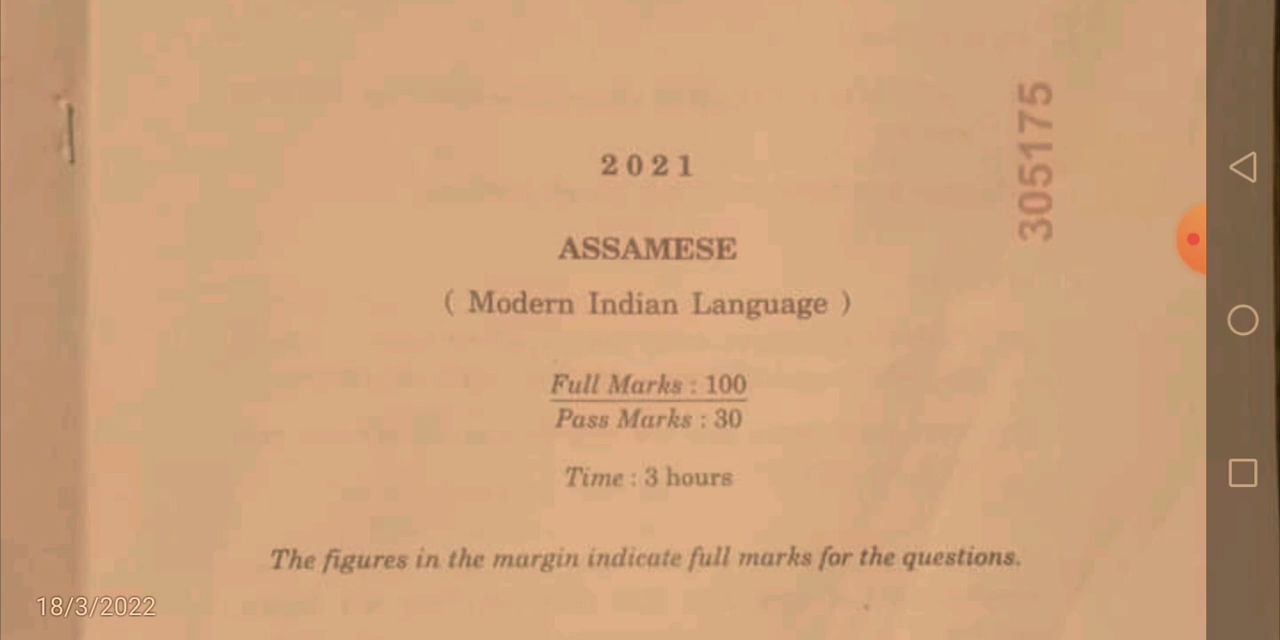 305175
2021
ASSAMESE
( Modern Indian Language )
Full Marks : 100
Pass Marks : 30
Time : 3 hours
The figures in the margin indicate full marks for the questions.
18/3/2022